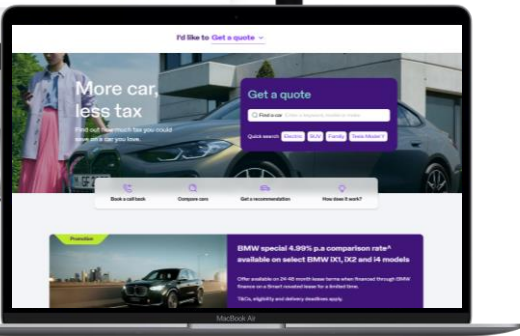 I'd like to Get a quote
More car,
less tax
Find out how much tax you could
save on a car you love.
Get a quote
Find a car
Quick search Electric SUV Family Tesla Model Y
Book a call back
Compare cars
Get a recommendation
How does it work?
Promotion
BMW special 4.99% p.a comparison rate^
available on select BMW iX1, iX2 and i4 models
Offer available on 24-48 month lease terms when financed through BMW
finance on a Smart novated lease for a limited time.
T&Cs, eligibility and delivery deadlines apply.
MacBook Air